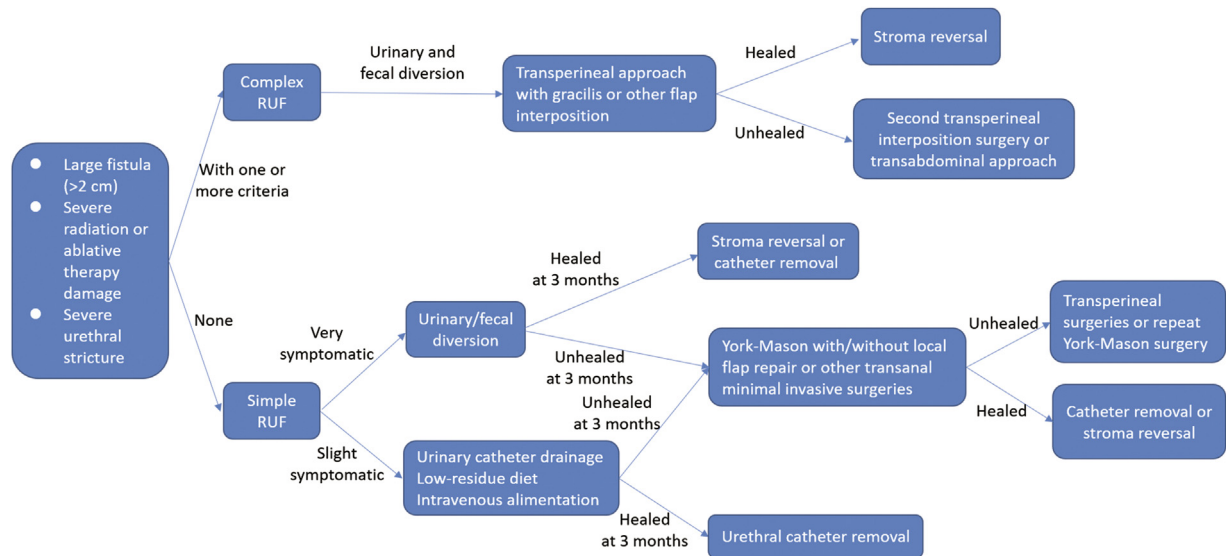 ● Large fistula
(>2 cm)
● Severe
radiation or
ablative
therapy
damage
● Severe
urethral
stricture
With one or
more criteria
None
Complex
RUF
Urinary and
fecal diversion
Transperineal approach
with gracilis or other flap
interposition
Healed
Stroma reversal
Unhealed
Second transperineal
interposition surgery or
transabdominal approach
Simple
RUF
Very
symptomatic
Slight
symptomatic
Urinary/fecal
diversion
Healed
at 3 months
Stroma reversal or
catheter removal
Unhealed
at 3 months
Urinary catheter drainage
Low-residue diet
Intravenous alimentation
Unhealed
at 3 months
Healed
at 3 months
Urethral catheter removal
York-Mason with/without local
flap repair or other transanal
minimal invasive surgeries
Unhealed
Transperineal
surgeries or repeat
York-Mason surgery
Healed
Catheter removal or
stroma reversal